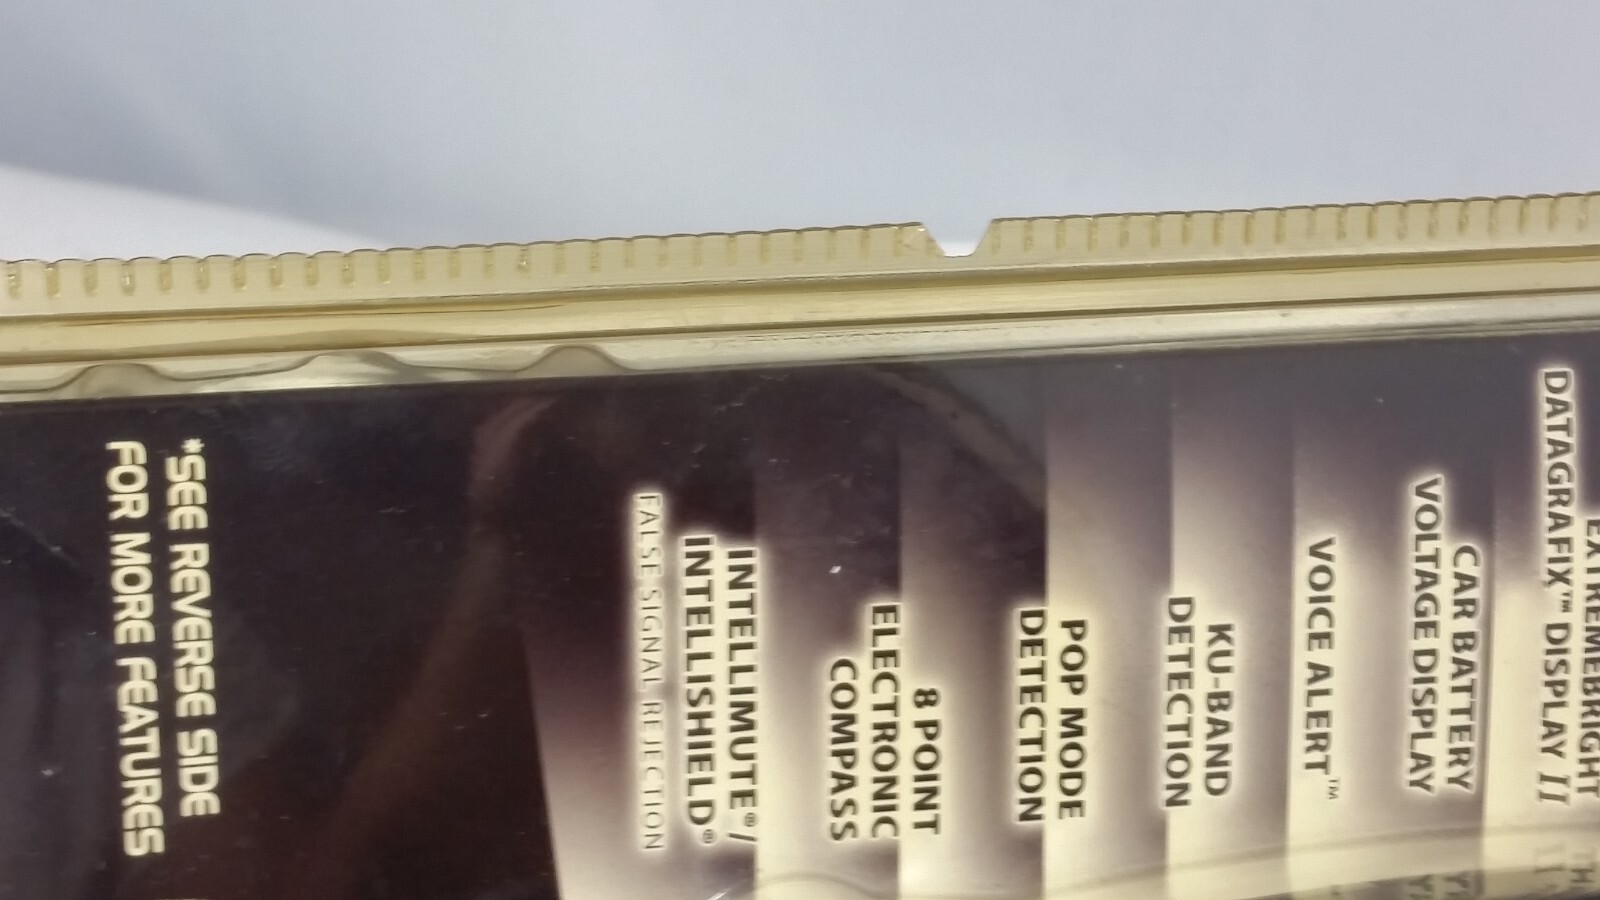 EXTREMEBRIGHT
DATAGRAFIX™ DISPLAY II
CAR BATTERY
VOLTAGE DISPLAY
VOICE ALERT™
KU-BAND
DETECTION
POP MODE
DETECTION
8 POINT
ELECTRONIC
COMPASS
INTELLIMUTE®/
INTELLISHIELD®
FALSE SIGNAL REJECTION
*SEE REVERSE SIDE
FOR MORE FEATURES